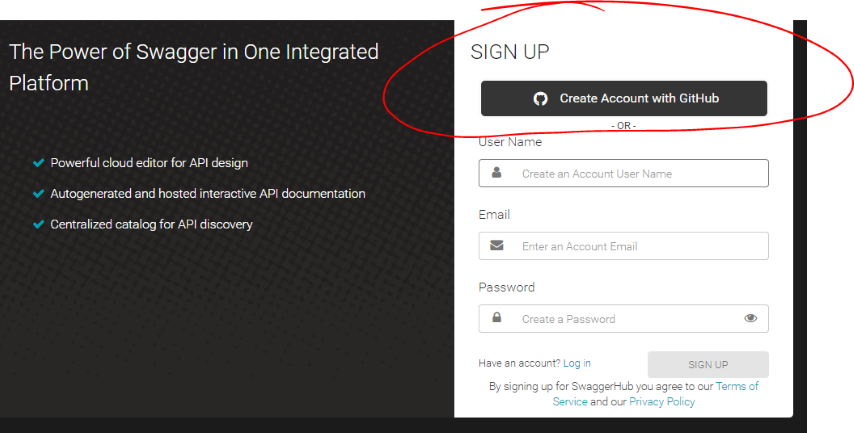 The Power of Swagger in One Integrated
Platform
Powerful cloud editor for API design
Autogenerated and hosted interactive API documentation
Centralized catalog for API discovery
SIGN UP
Create Account with GitHub
- OR -
User Name
Create an Account User Name
Email
Enter an Account Email
Password
Create a Password
Have an account? Log in
SIGN UP
By signing up for SwaggerHub you agree to our Terms of
Service and our Privacy Policy